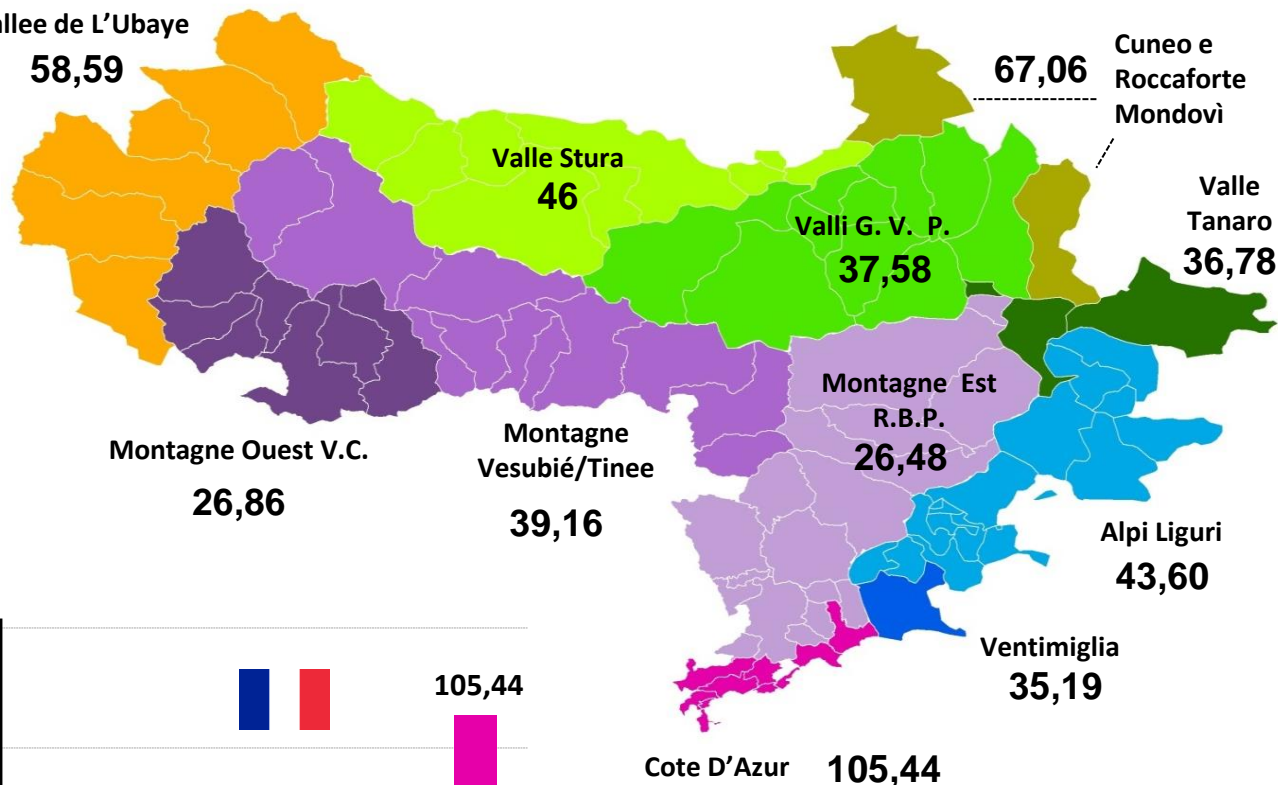 de L'Ubaye
58,59
67,06
Cuneo e
Roccaforte
Mondovì
Valle Stura
46
Valle
Tanaro
36,78
Valli G. V. P.
37,58
Montagne Est
R.B.P.
26,48
Montagne Ouest V.C.
26,86
Montagne
Vesubié/Tinee
39,16
Alpi Liguri
43,60
Ventimiglia
35,19
105,44
Cote D'Azur 105,44